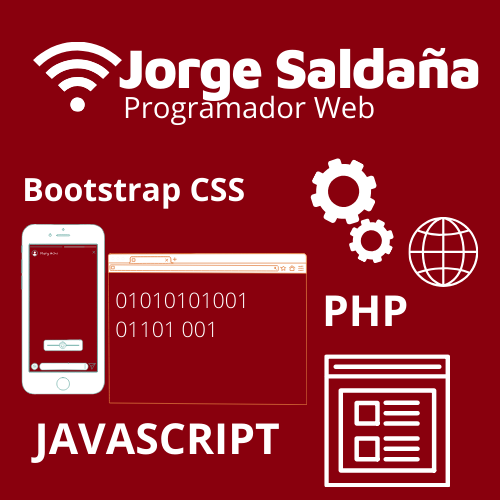 Jorge Saldaña
Programador Web
Bootstrap CSS
01010101001
01101 001
PHP
JAVASCRIPT